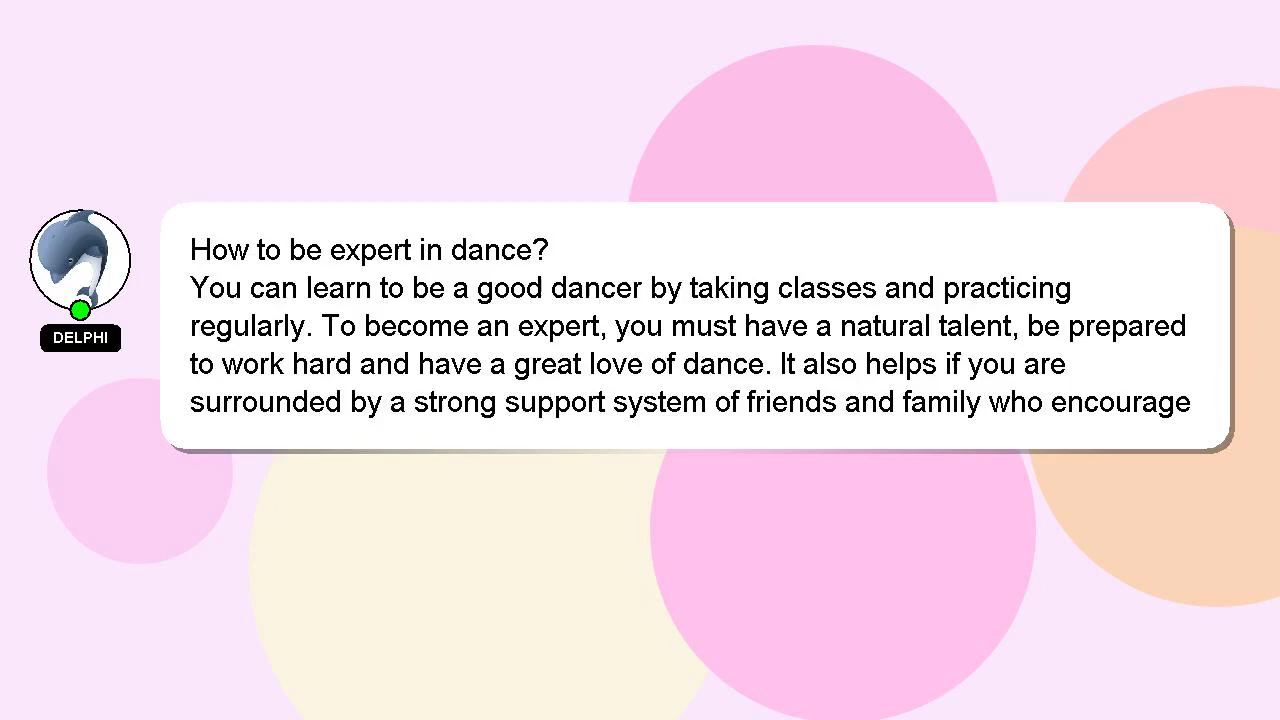 How to be expert in dance?
You can learn to be a good dancer by taking classes and practicing
regularly. To become an expert, you must have a natural talent, be prepared
to work hard and have a great love of dance. It also helps if you are
surrounded by a strong support system of friends and family who encourage
DELPHI